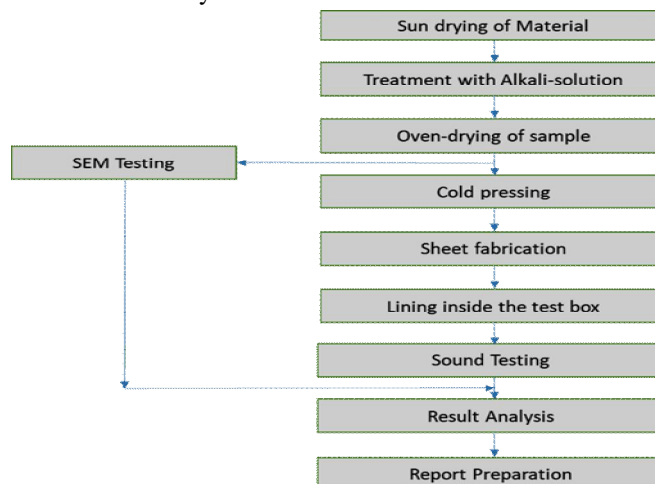 Sun drying of Material
Treatment with Alkali-solution
Oven-drying of sample
SEM Testing
Cold pressing
Sheet fabrication
Lining inside the test box
Sound Testing
Result Analysis
Report Preparation